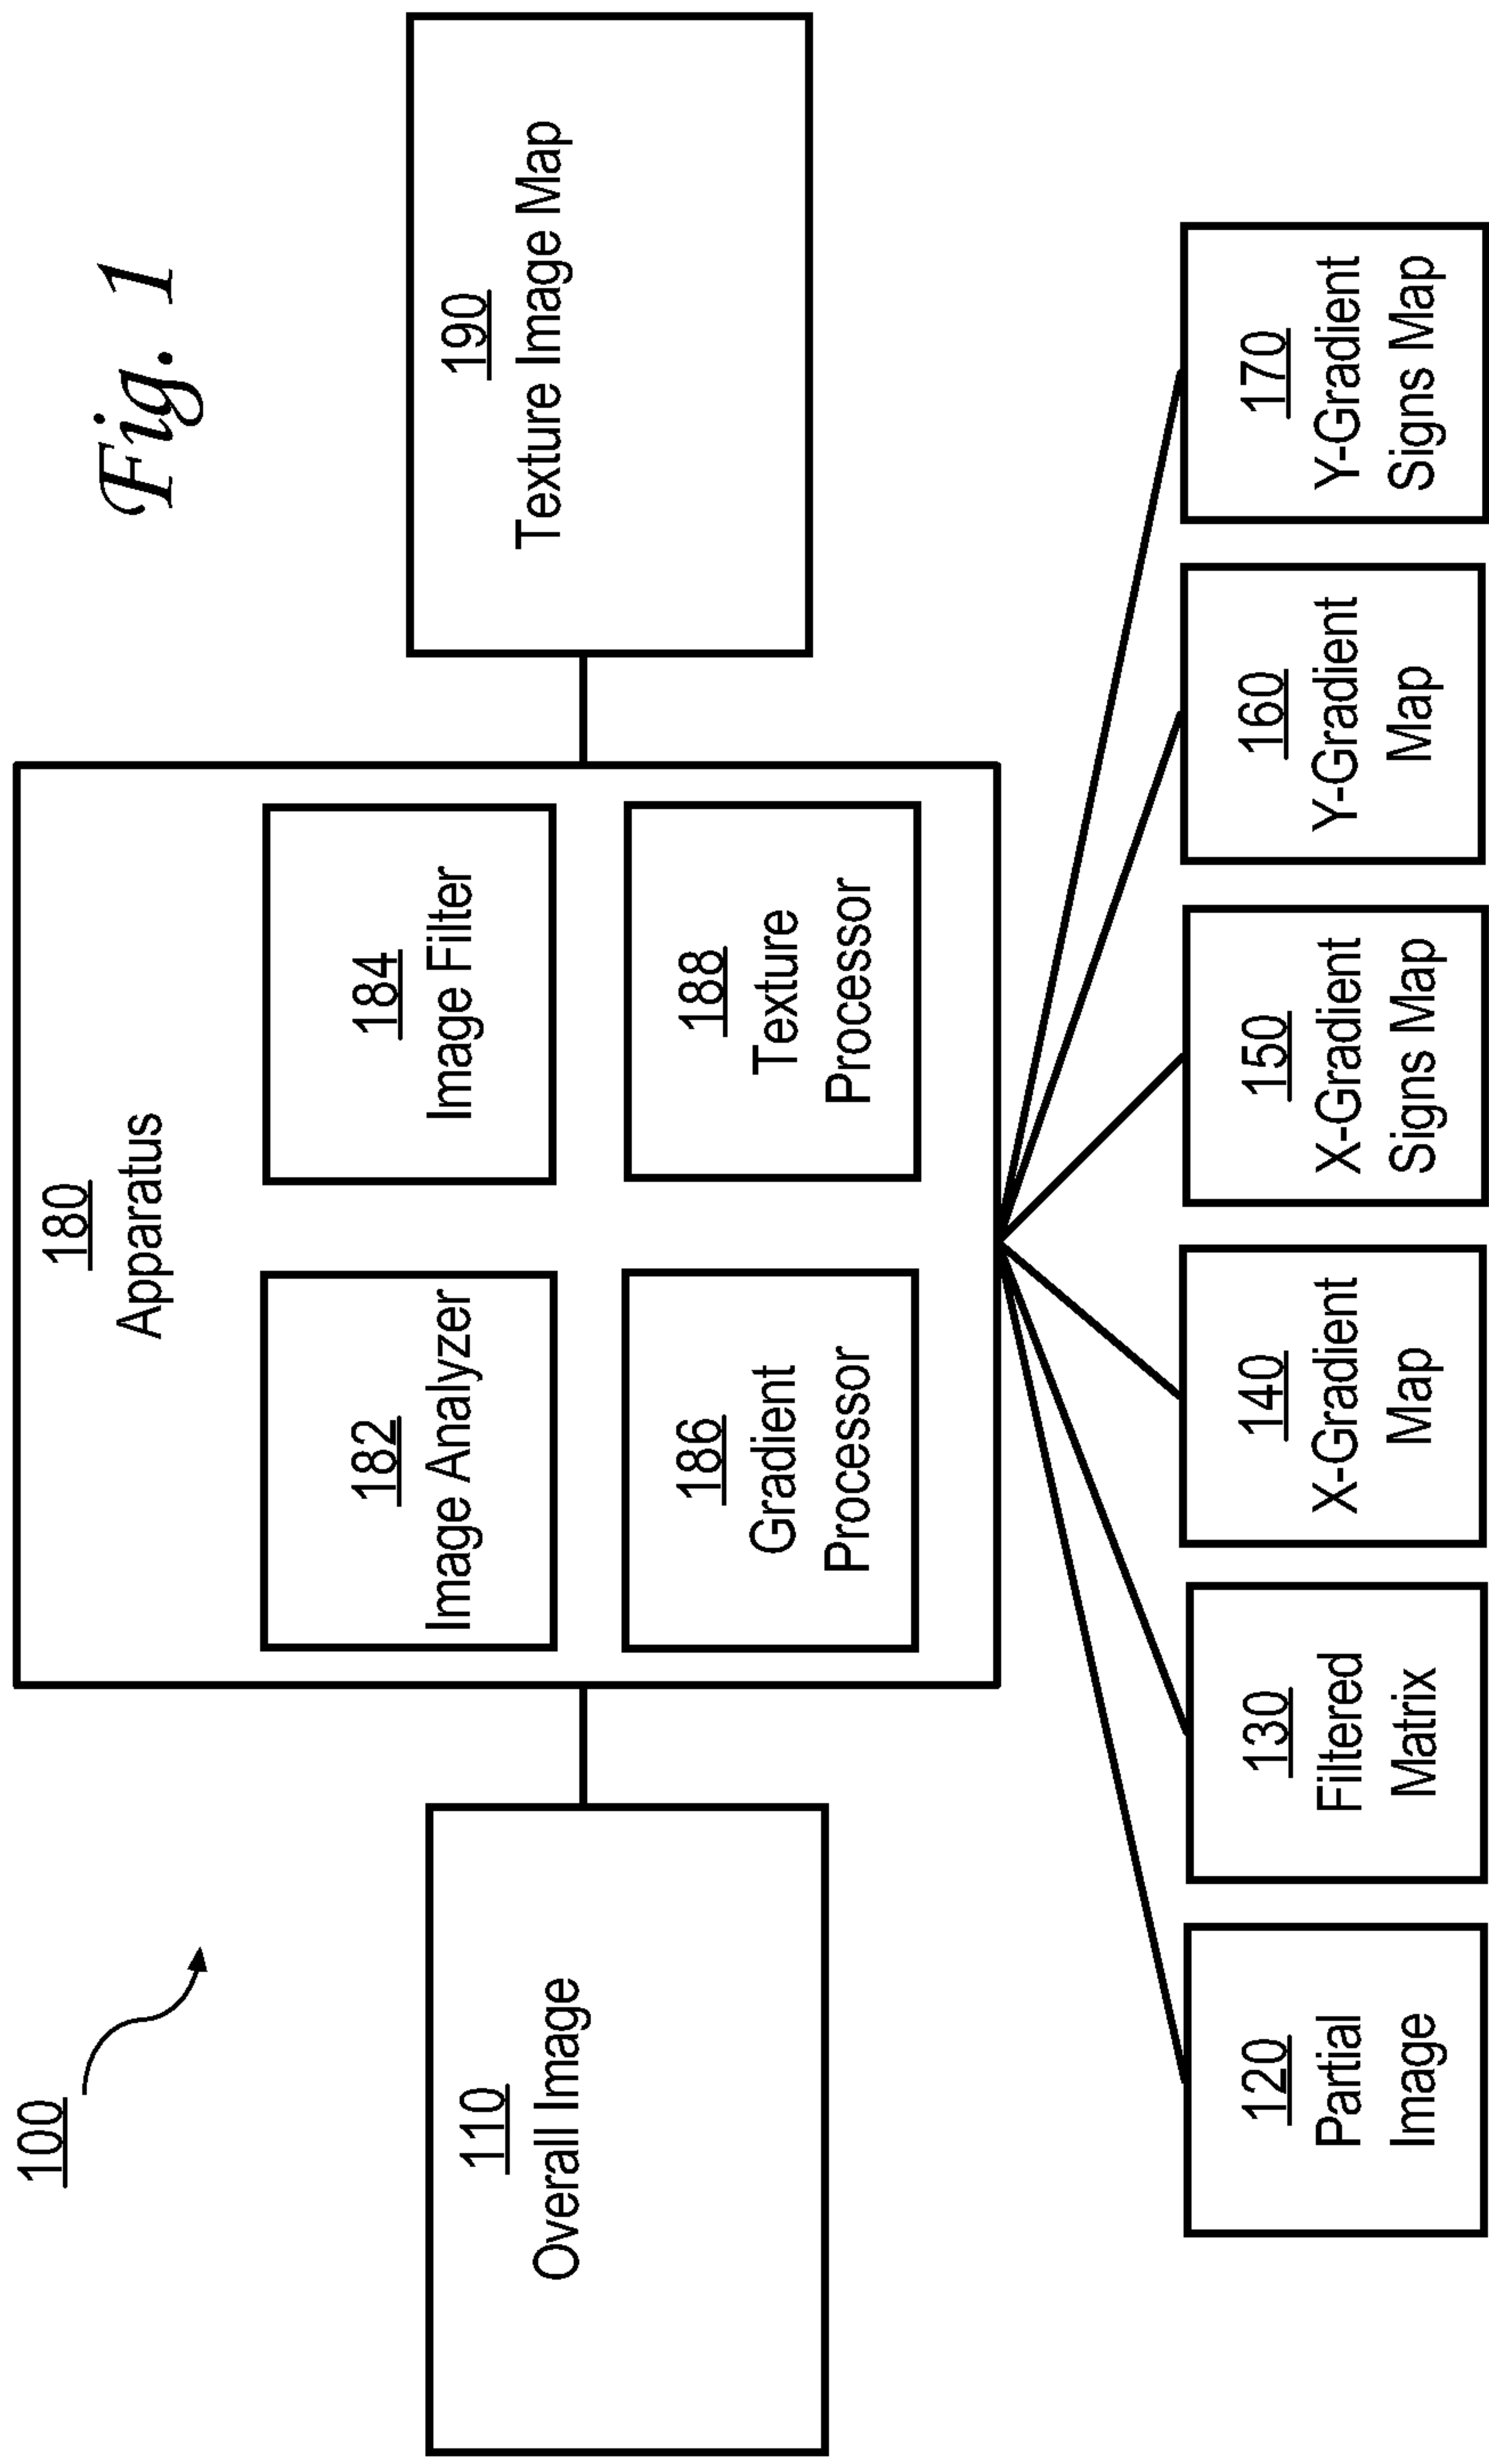 100
Fig. 1
180
Apparatus
182
Image Analyzer
184
Image Filter
186
Gradient
Processor
188
Texture
Processor
110
Overall Image
190
Texture Image Map
120
Partial
Image
130
Filtered
Matrix
140
X-Gradient
Map
150
X-Gradient
Signs Map
160
Y-Gradient
Map
170
Y-Gradient
Signs Map